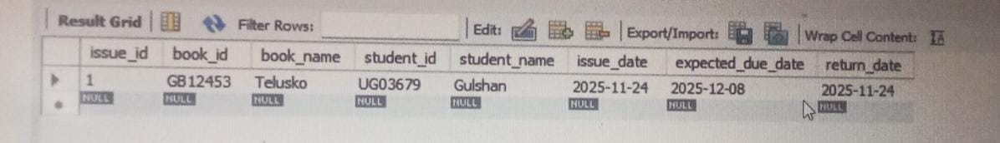 Result Grid Filter Rows: Edit: Export/Import: Wrap Cell Content: IA
issue_id book_id book_name student_id student_name issue_date expected_due_date return_date
1 GB12453 Telusko UG03679 Gulshan 2025-11-24 2025-12-08 2025-11-24
NULL NULL NULL NULL NULL NULL NULL NULL